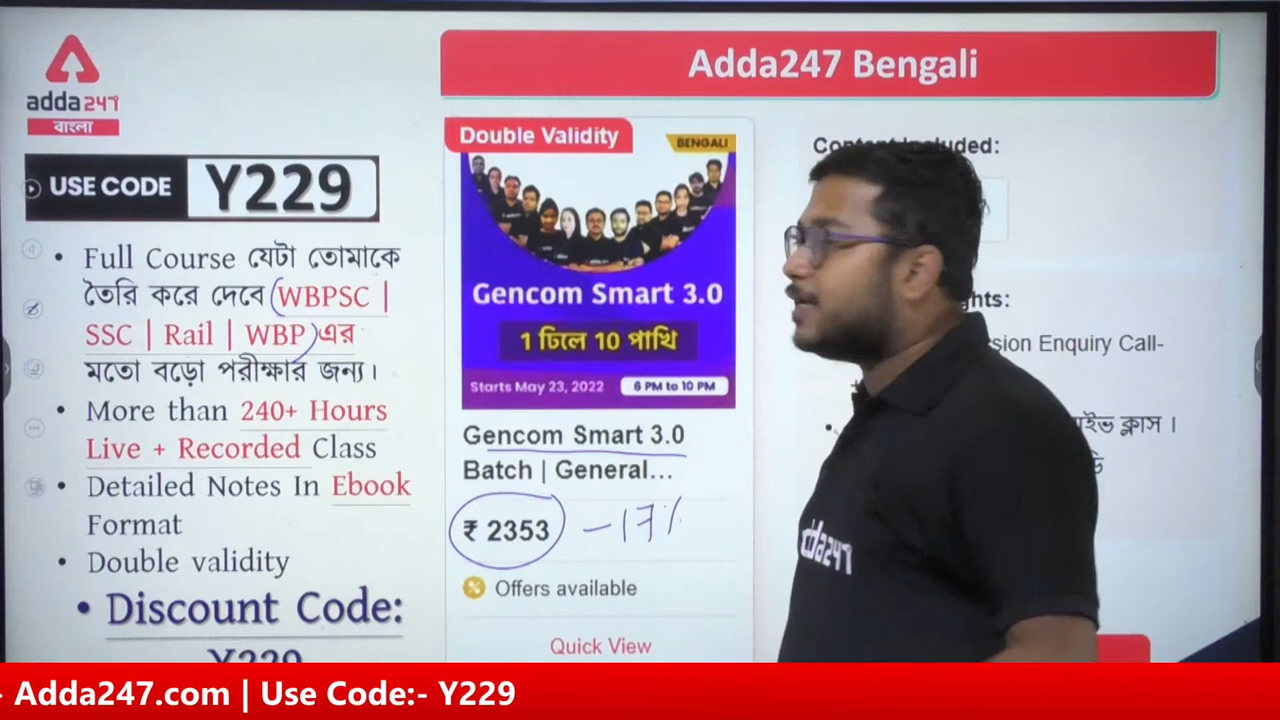 adda247
বাংলা
USE CODE Y229
• Full Course যেটা তোমাকে
তৈরি করে দেবে (WBPSC |
SSC | Rail | WBP)এর
মতো বড়ো পরীক্ষার জন্য।
• More than 240+ Hours
Live + Recorded Class
• Detailed Notes In Ebook
Format
• Double validity
• Discount Code:
Y229
Adda247 Bengali
Double Validity
BENGALI
Gencom Smart 3.0
1 ঢিলে 10 পাখি
Starts May 23, 2022 6 PM to 10 PM
Gencom Smart 3.0
Batch | General...
₹ 2353 -17%
Offers available
Quick View
Included:
Enquiry Call-
ক্লাস।
adda247
- Adda247.com | Use Code:- Y229